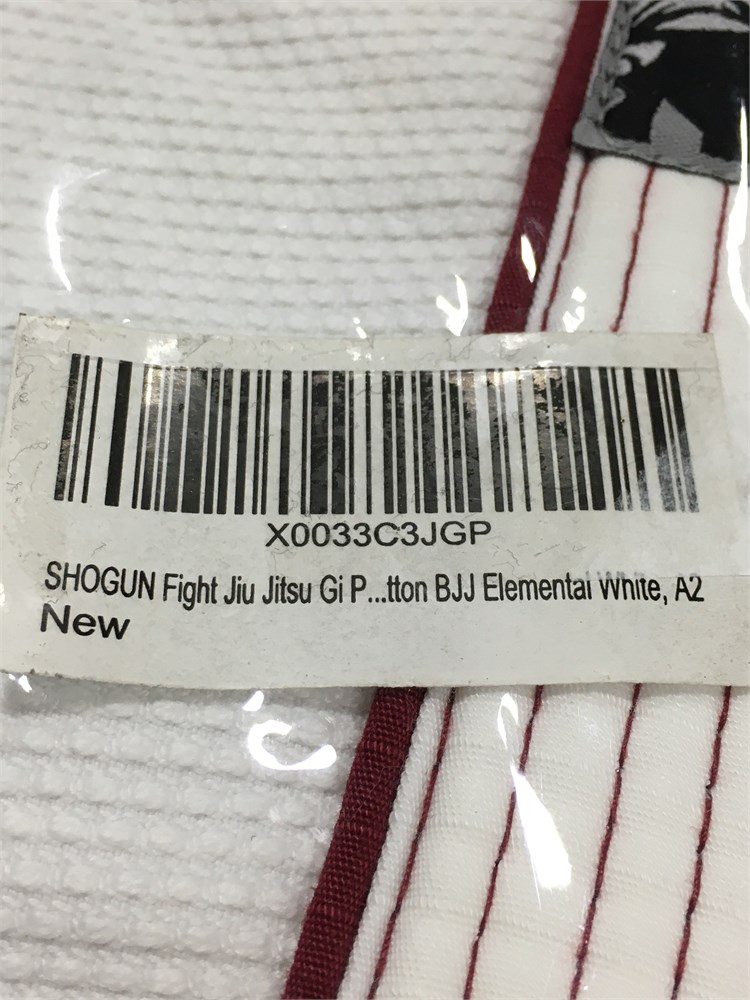 X0033C3JGP
SHOGUN Fight Jiu Jitsu Gi P...tton BJJ Elemental White, A2
New